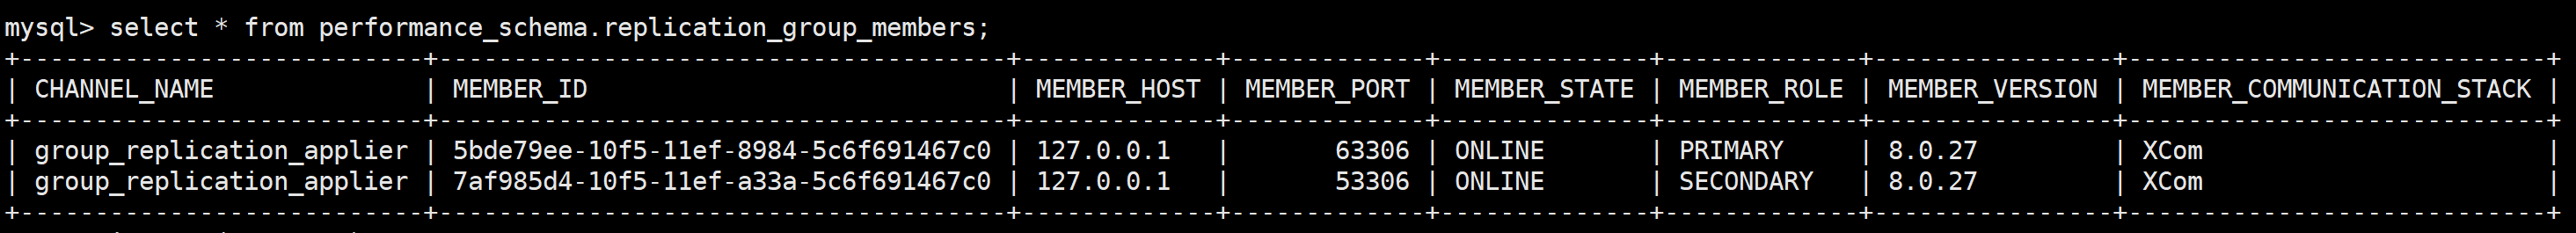 mysql> select * from performance_schema.replication_group_members;
+---------------------------+--------------------------------------+-------------+-------------+--------------+-------------+----------------+----------------------------+
| CHANNEL_NAME              | MEMBER_ID                            | MEMBER_HOST | MEMBER_PORT | MEMBER_STATE | MEMBER_ROLE | MEMBER_VERSION | MEMBER_COMMUNICATION_STACK |
+---------------------------+--------------------------------------+-------------+-------------+--------------+-------------+----------------+----------------------------+
| group_replication_applier | 5bde79ee-10f5-11ef-8984-5c6f691467c0 | 127.0.0.1   |       63306 | ONLINE       | PRIMARY     | 8.0.27         | XCom                       |
| group_replication_applier | 7af985d4-10f5-11ef-a33a-5c6f691467c0 | 127.0.0.1   |       53306 | ONLINE       | SECONDARY   | 8.0.27         | XCom                       |
+---------------------------+--------------------------------------+-------------+-------------+--------------+-------------+----------------+----------------------------+